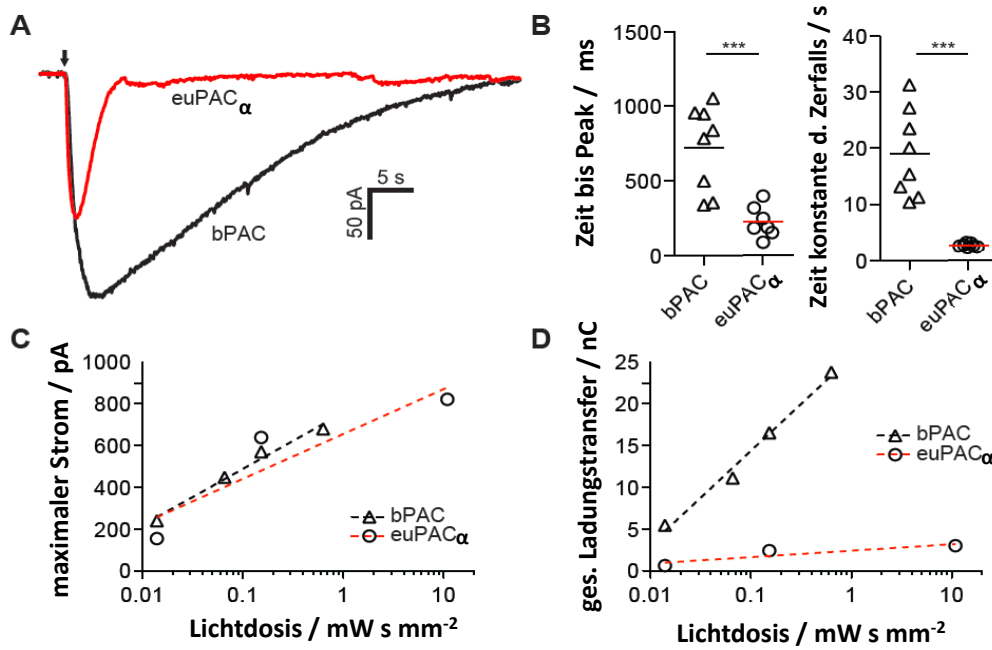 A
euPACα
bPAC
5 s
50 pA
B
Zeit bis Peak / ms
1000
500
0
***
bPAC
euPACα
Zeit konstante d. Zerfalls / s
40
30
20
10
0
***
bPAC
euPACα
C
maximaler Strom / pA
1000
800
600
400
200
0
0.01
0.1
1
10
bPAC
euPACα
Lichtdosis / mW s mm-2
D
ges. Ladungstransfer / nC
25
20
15
10
5
0
0.01
0.1
1
10
bPAC
euPACα
Lichtdosis / mW s mm-2